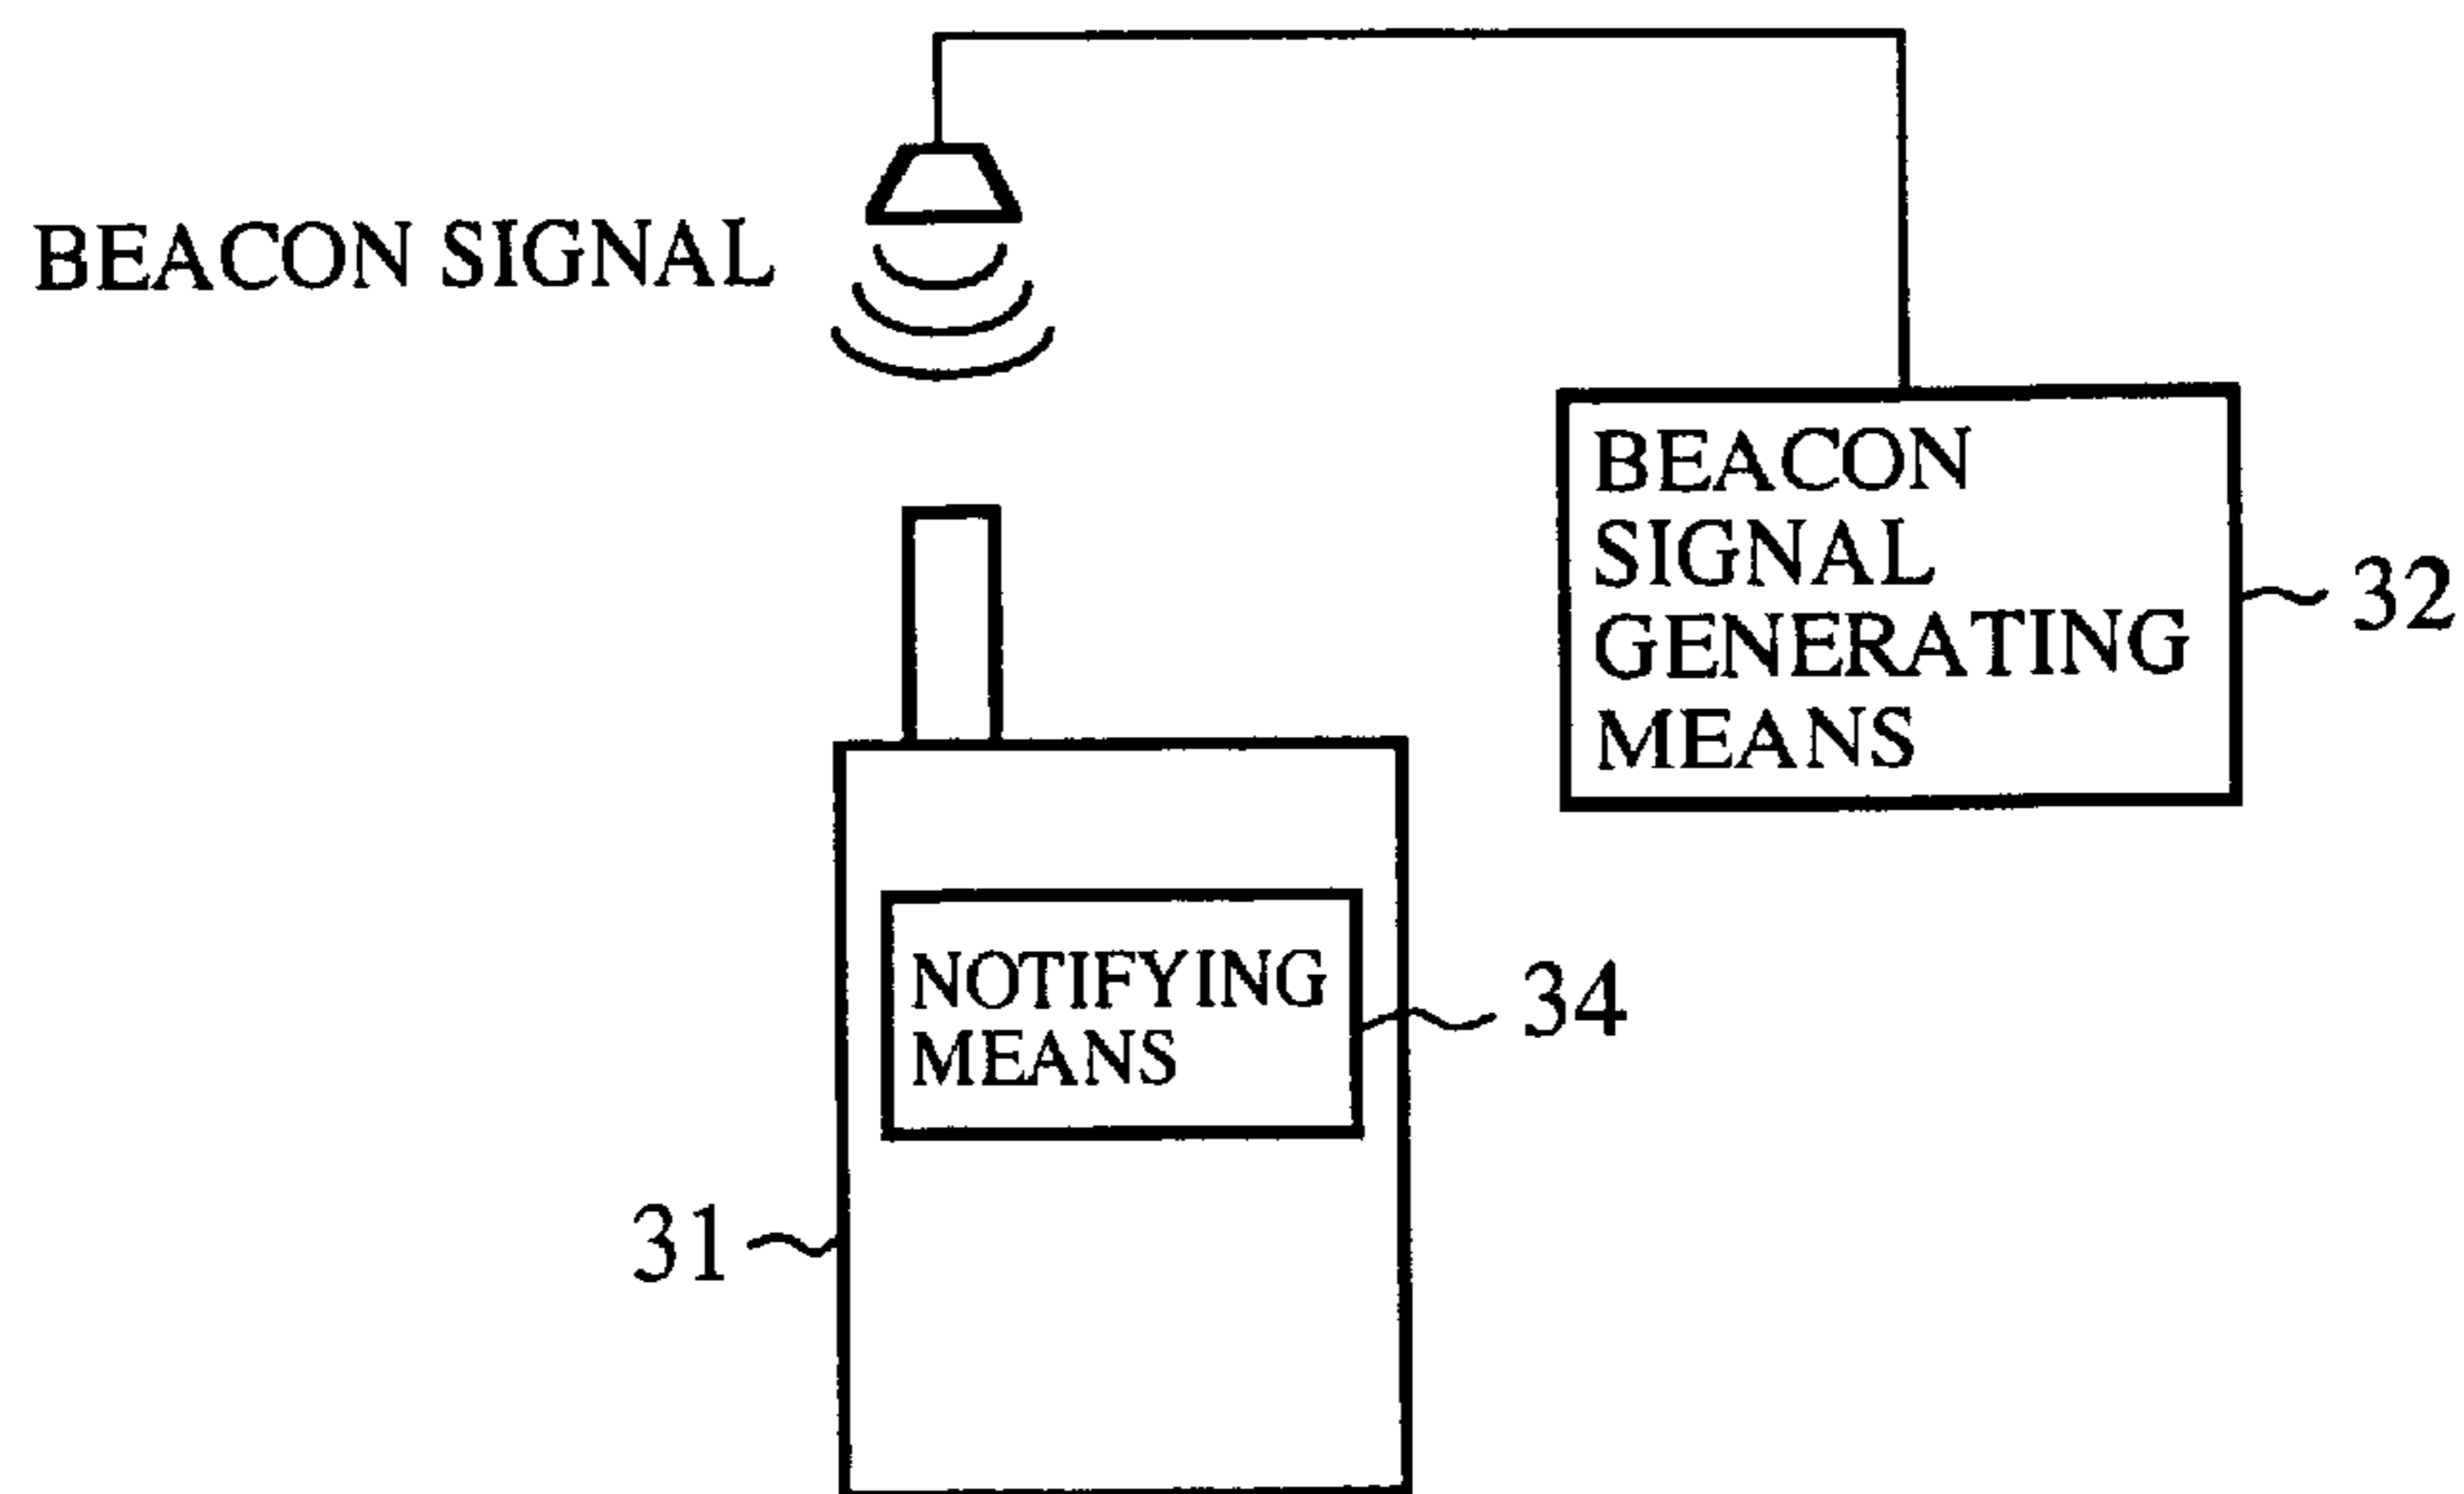 BEACON SIGNAL
BEACON
SIGNAL
GENERATING
MEANS
32
NOTIFYING
MEANS
34
31